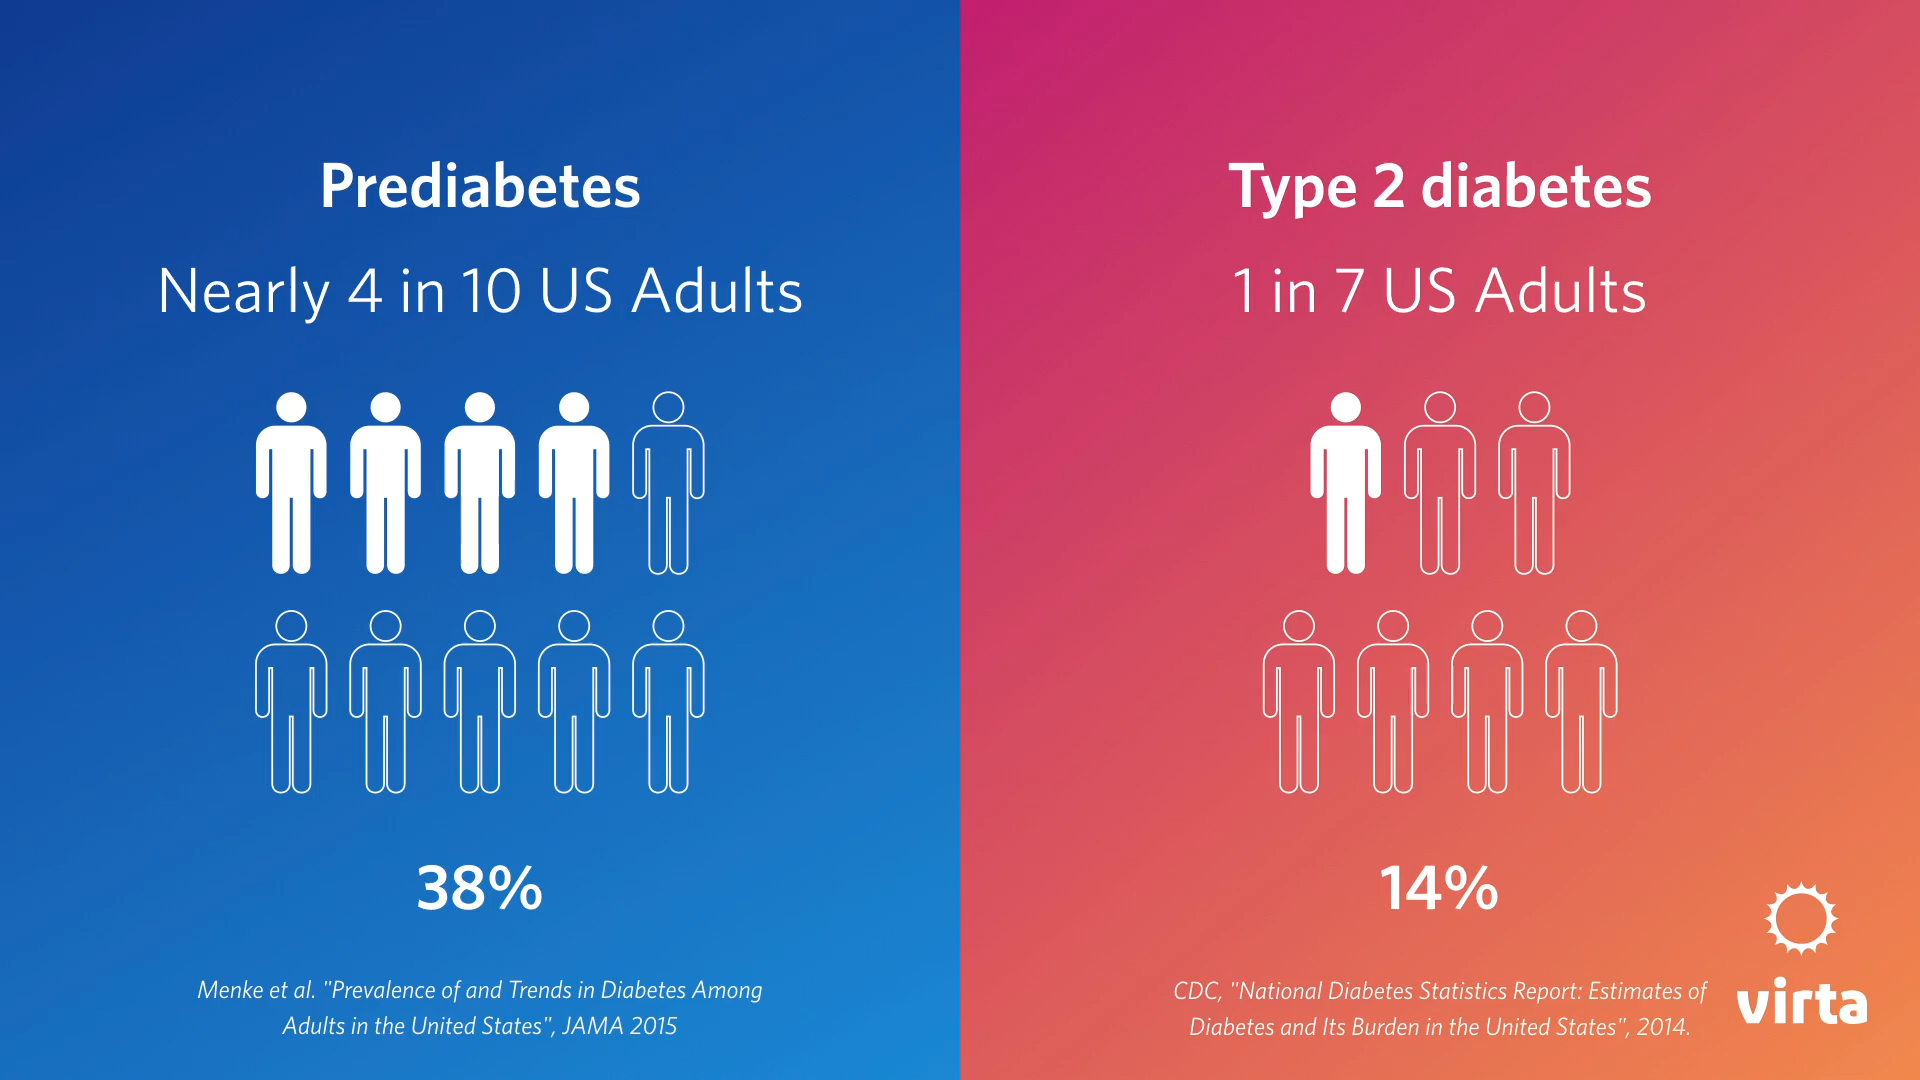 Prediabetes
Nearly 4 in 10 US Adults
38%
Menke et al. "Prevalence of and Trends in Diabetes Among
Adults in the United States", JAMA 2015
Type 2 diabetes
1 in 7 US Adults
14%
CDC, "National Diabetes Statistics Report: Estimates of
Diabetes and Its Burden in the United States", 2014.
virta